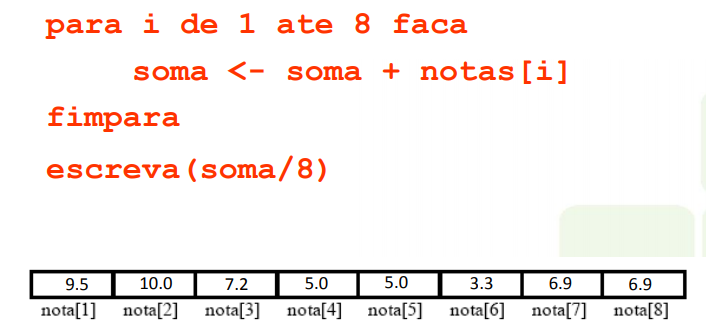 para i de 1 ate 8 faca
soma <- soma + notas[i]
fimpara
escreva(soma/8)
9.5 10.0 7.2 5.0 5.0 3.3 6.9 6.9
nota[1] nota[2] nota[3] nota[4] nota[5] nota[6] nota[7] nota[8]